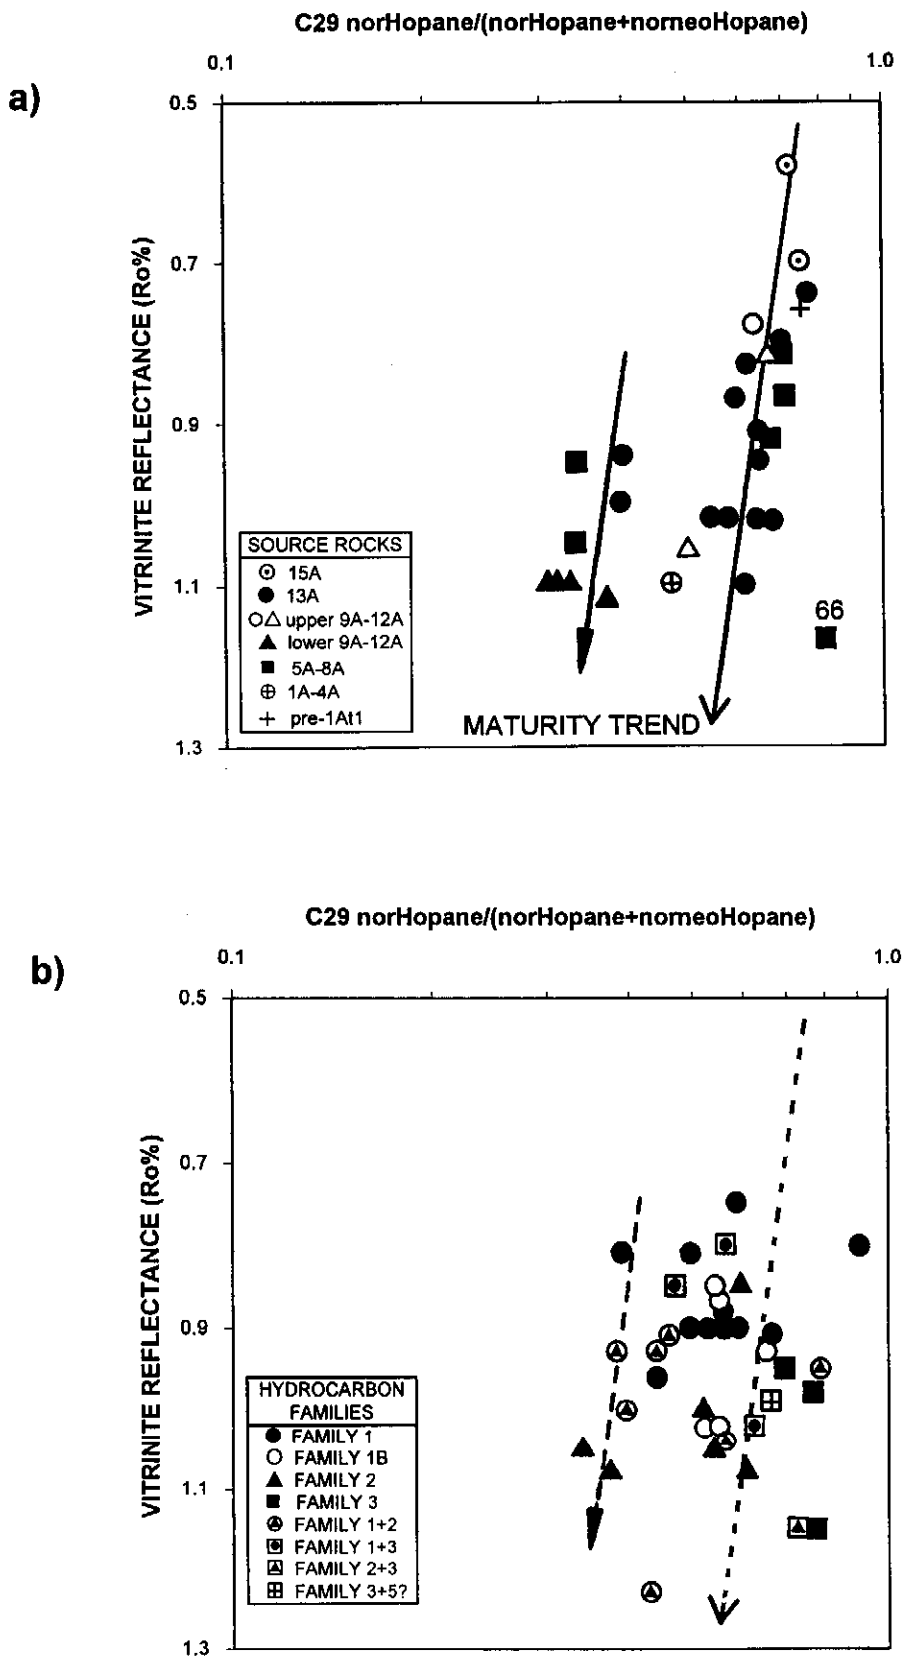 C29 norHopane/(norHopane+norneoHopane)
0.1 1.0
a)
0.5
0.7
0.9
1.1
1.3
VITRINITE REFLECTANCE (Ro%)
SOURCE ROCKS
15A
13A
upper 9A-12A
lower 9A-12A
5A-8A
1A-4A
pre-1At1
66
MATURITY TREND
C29 norHopane/(norHopane+norneoHopane)
0.1 1.0
b)
0.5
0.7
0.9
1.1
1.3
VITRINITE REFLECTANCE (Ro%)
HYDROCARBON
FAMILIES
FAMILY 1
FAMILY 1B
FAMILY 2
FAMILY 3
FAMILY 1+2
FAMILY 1+3
FAMILY 2+3
FAMILY 3+5?